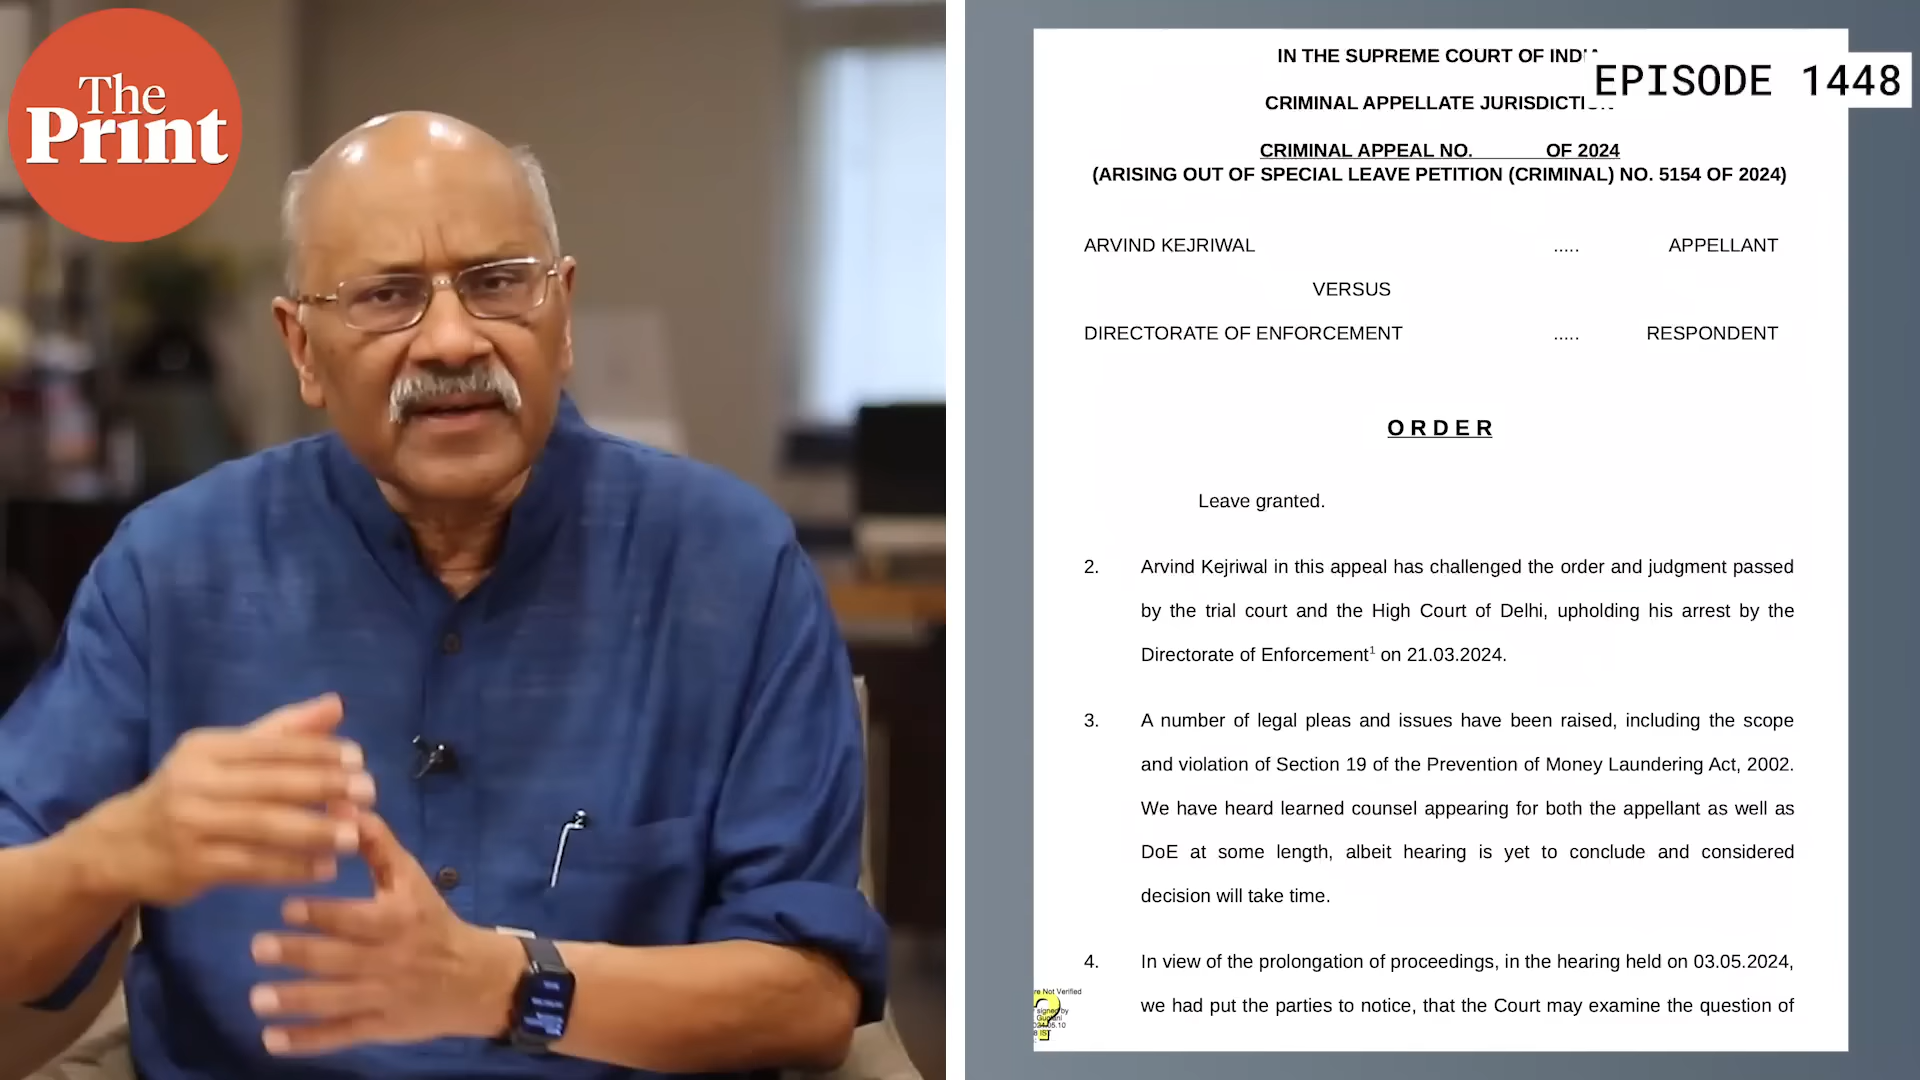 The
Print
EPISODE 1448
IN THE SUPREME COURT OF
CRIMINAL APPELLATE
CRIMINAL APPEAL NO. OF 2024
(ARISING OUT OF SPECIAL LEAVE PETITION (CRIMINAL) NO. 5154 OF 2024)
ARVIND KEJRIWAL ..... APPELLANT
VERSUS
DIRECTORATE OF ENFORCEMENT ..... RESPONDENT
ORDER
Leave granted.
2. Arvind Kejriwal in this appeal has challenged the order and judgment passed
by the trial court and the High Court of Delhi, upholding his arrest by the
Directorate of Enforcement¹ on 21.03.2024.
3. A number of legal pleas and issues have been raised, including the scope
and violation of Section 19 of the Prevention of Money Laundering Act, 2002.
We have heard learned counsel appearing for both the appellant as well as
DoE at some length, albeit hearing is yet to conclude and considered
decision will take time.
4. In view of the prolongation of proceedings, in the hearing held on 03.05.2024,
we had put the parties to notice, that the Court may examine the question of
Not Verified
signed by